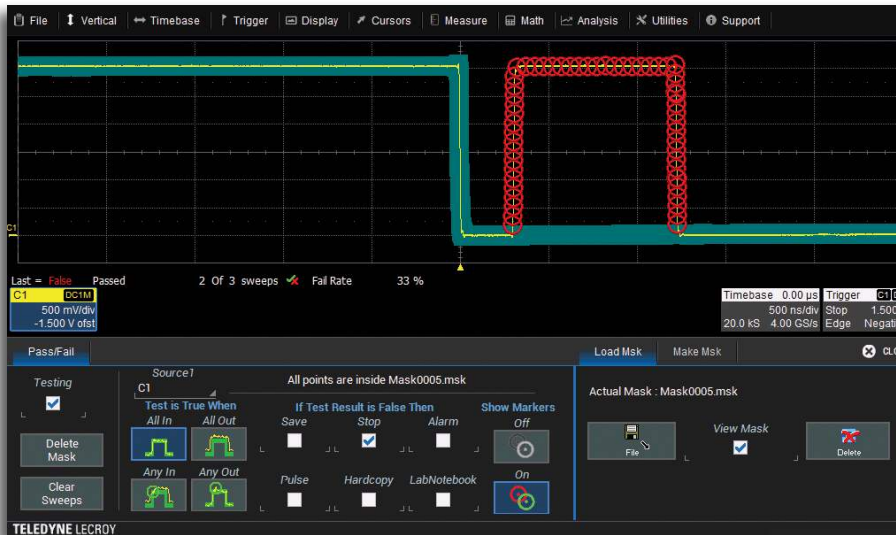 File Vertical Timebase Trigger Display Cursors Measure Math Analysis Utilities Support
C1
Last = False Passed 2 Of 3 sweeps Fail Rate 33 %
C1 DC1M
500 mV/div
-1.500 V ofst
Timebase 0.00 µs
500 ns/div
20.0 kS 4.00 GS/s
Trigger C1
Stop 1.500
Edge Negati
Pass/Fail
Testing
Delete
Mask
Clear
Sweeps
Source1
C1
All points are inside Mask0005.msk
Test is True When
All In All Out
Any In Any Out
If Test Result is False Then
Save Stop Alarm
Pulse Hardcopy LabNotebook
Show Markers
Off
On
Load Msk Make Msk CLO
Actual Mask : Mask0005.msk
File
View Mask
Delete
TELEDYNE LECROY